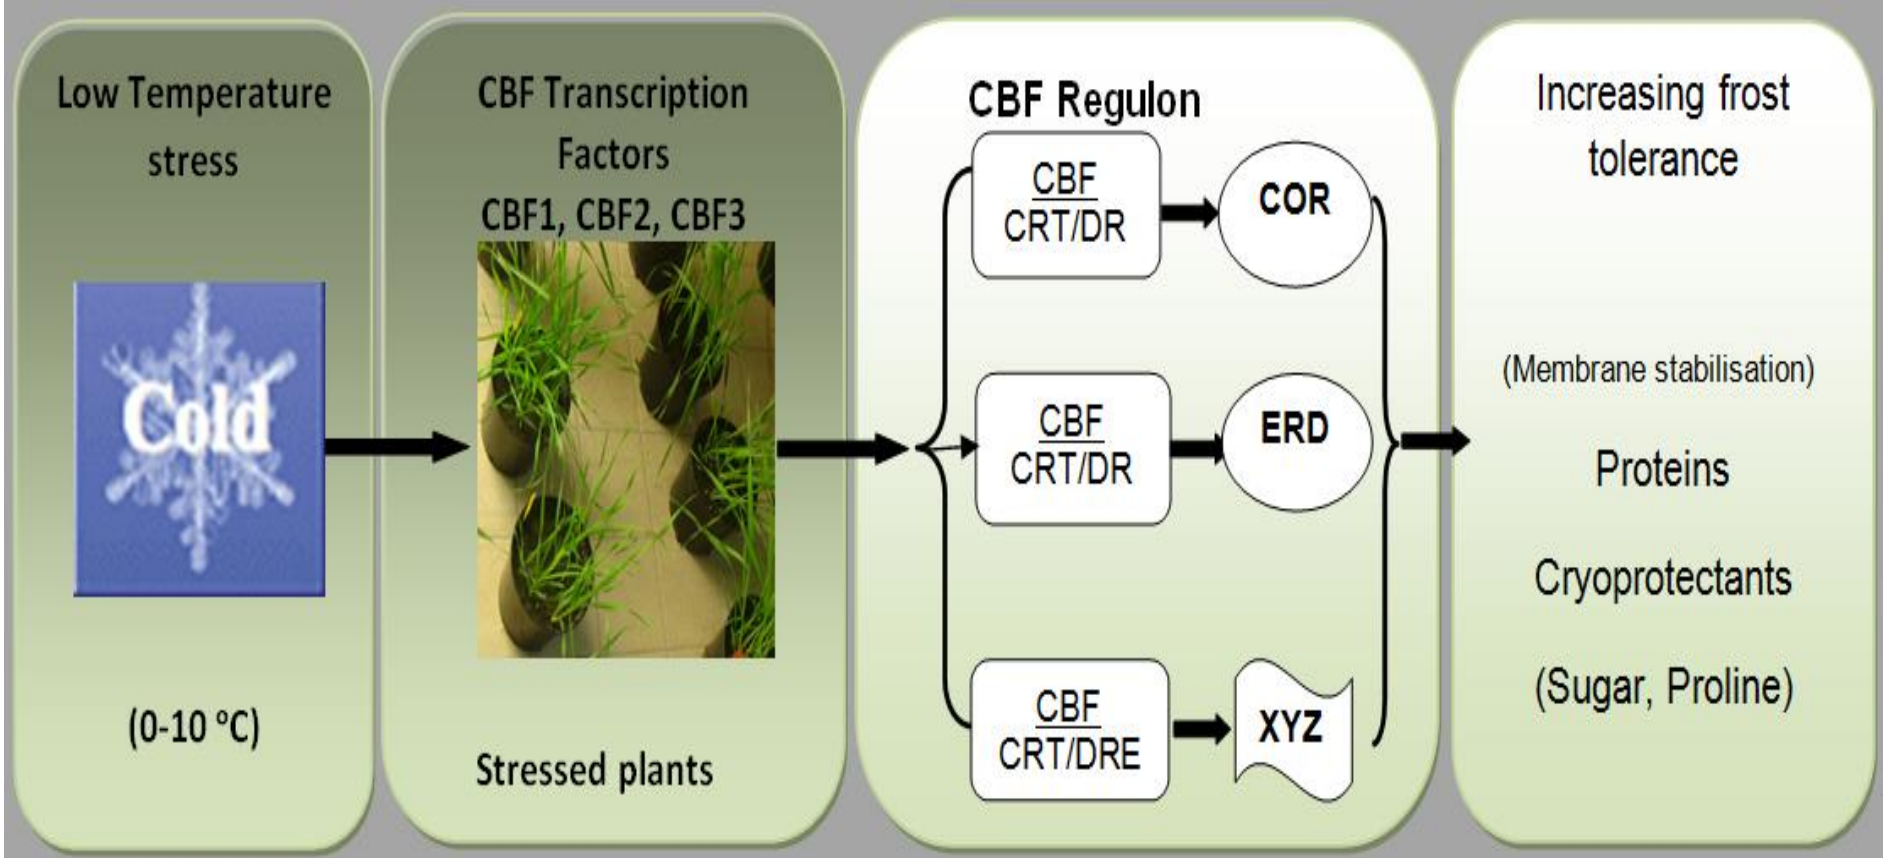 Low Temperature
stress
Cold
(0-10 °C)
CBF Transcription
Factors
CBF1, CBF2, CBF3
Stressed plants
CBF Regulon
CBF
CRT/DR
COR
CBF
CRT/DR
ERD
CBF
CRT/DRE
XYZ
Increasing frost
tolerance
(Membrane stabilisation)
Proteins
Cryoprotectants
(Sugar, Proline)